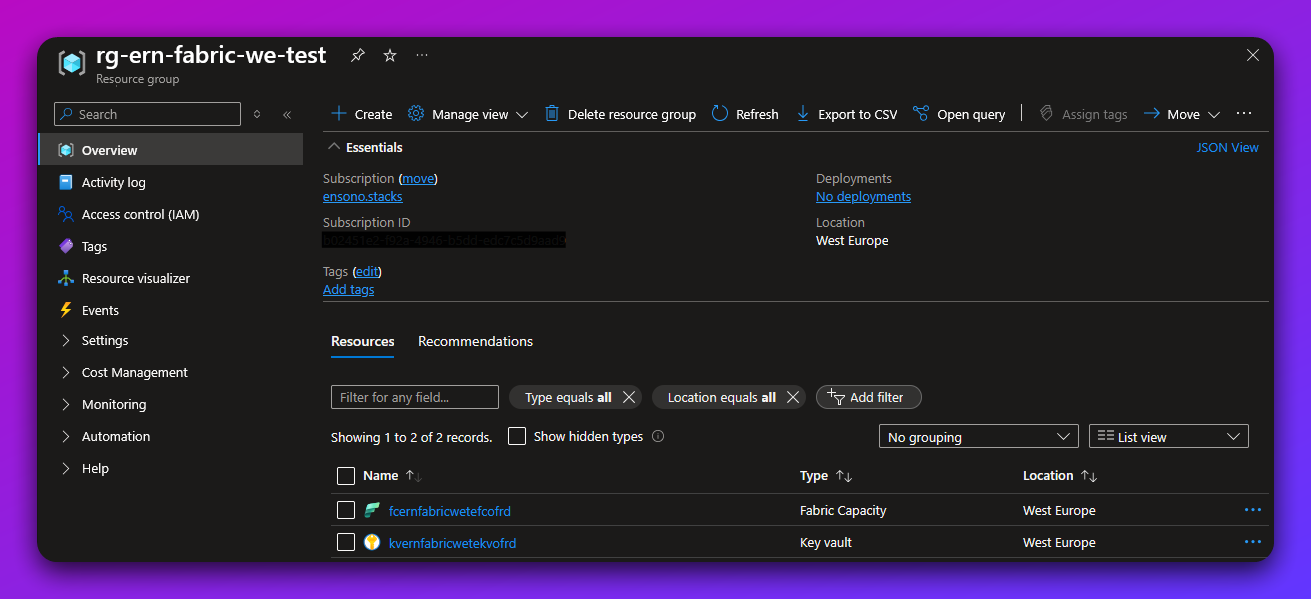 rg-ern-fabric-we-test
Resource group
Search
Create Manage view Delete resource group Refresh Export to CSV Open query Assign tags Move
Overview
Activity log
Access control (IAM)
Tags
Resource visualizer
Events
Settings
Cost Management
Monitoring
Automation
Help
Essentials
JSON View
Subscription (move)
ensono.stacks
Subscription ID
Deployments
No deployments
Location
West Europe
Tags (edit)
Add tags
Resources Recommendations
Filter for any field... Type equals all Location equals all Add filter
Showing 1 to 2 of 2 records. Show hidden types No grouping List view
Name Type Location
fcernfabricwetefcofrd Fabric Capacity West Europe
kvernfabricwetekvofrd Key vault West Europe